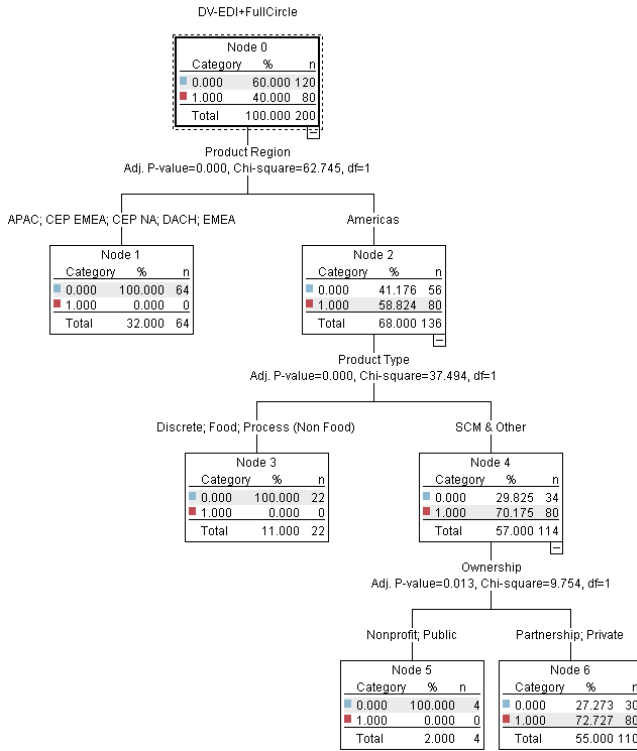 DV-EDI+FullCircle
Node 0
Category % n
0.000 60.000 120
1.000 40.000 80
Total 100.000 200
Product Region
Adj. P-value=0.000, Chi-square=62.745, df=1
APAC; CEP EMEA; CEP NA; DACH; EMEA
Americas
Node 1
Category % n
0.000 100.000 64
1.000 0.000 0
Total 32.000 64
Node 2
Category % n
0.000 41.176 56
1.000 58.824 80
Total 68.000 136
Product Type
Adj. P-value=0.000, Chi-square=37.494, df=1
Discrete; Food; Process (Non Food)
SCM & Other
Node 3
Category % n
0.000 100.000 22
1.000 0.000 0
Total 11.000 22
Node 4
Category % n
0.000 29.825 34
1.000 70.175 80
Total 57.000 114
Ownership
Adj. P-value=0.013, Chi-square=9.754, df=1
Nonprofit; Public
Partnership; Private
Node 5
Category % n
0.000 100.000 4
1.000 0.000 0
Total 2.000 4
Node 6
Category % n
0.000 27.273 30
1.000 72.727 80
Total 55.000 110